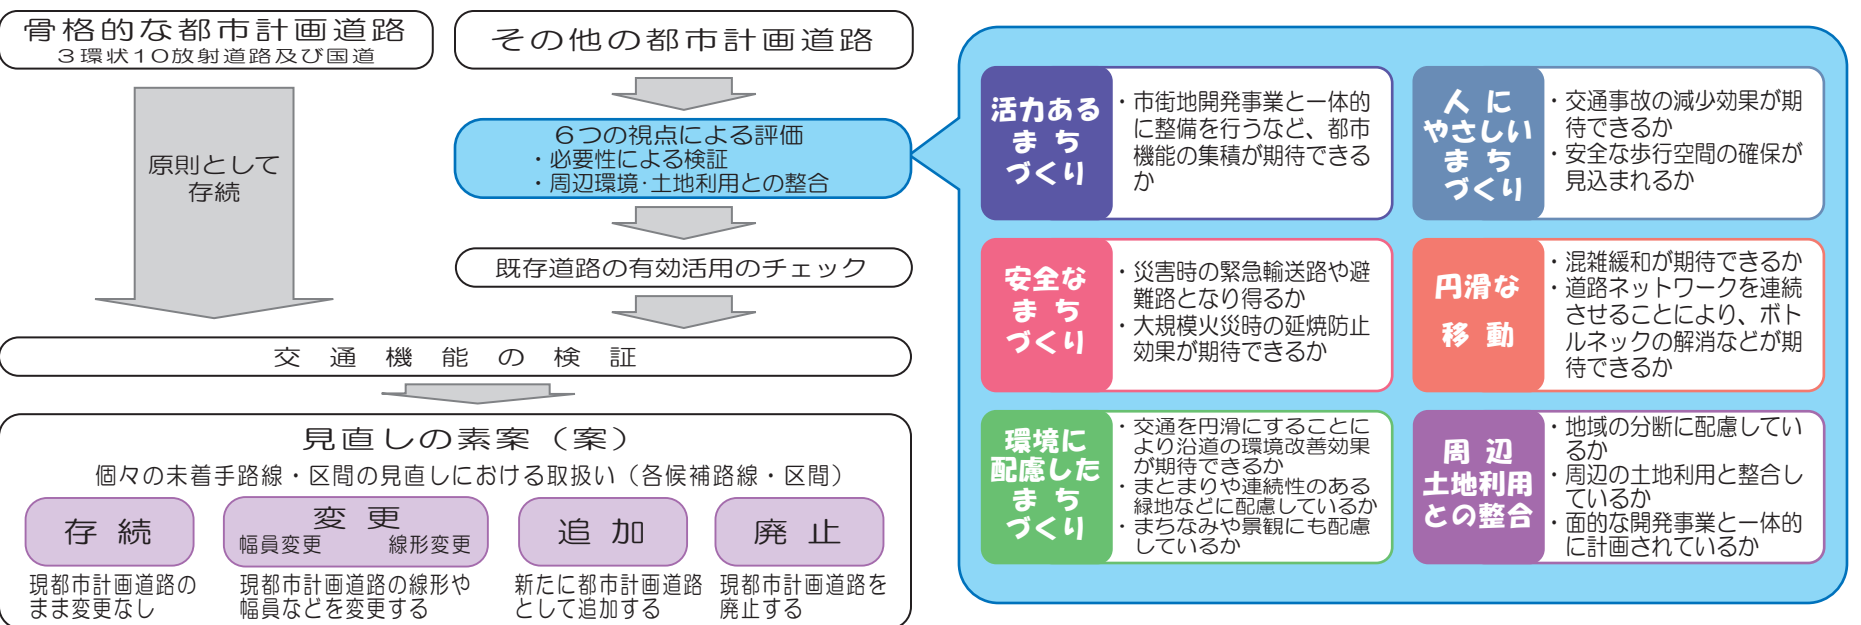 骨格的な都市計画道路
3環状10放射道路及び国道
その他の都市計画道路
原則として
存続
6つの視点による評価
・必要性による検証
・周辺環境・土地利用との整合
既存道路の有効活用のチェック
交通機能の検証
見直しの素案（案）
個々の未着手路線・区間の見直しにおける取扱い（各候補路線・区間）
存続
現都市計画道路の
まま変更なし
変更
幅員変更　線形変更
現都市計画道路の線形や
幅員などを変更する
追加
新たに都市計画道路
として追加する
廃止
現都市計画道路を
廃止する
活力ある
まち
づくり
・市街地開発事業と一体的
に整備を行うなど、都市
機能の集積が期待できる
か
人に
やさしい
まち
づくり
・交通事故の減少効果が期
待できるか
・安全な歩行空間の確保が
見込まれるか
安全な
まち
づくり
・災害時の緊急輸送路や避
難路となり得るか
・大規模火災時の延焼防止
効果が期待できるか
円滑な
移動
・混雑緩和が期待できるか
・道路ネットワークを連続
させることにより、ボト
ルネックの解消などが期
待できるか
環境に
配慮した
まち
づくり
・交通を円滑にすることに
より沿道の環境改善効果
が期待できるか
・まとまりや連続性のある
緑地などに配慮しているか
・まちなみや景観にも配慮
しているか
周辺
土地利用
との整合
・地域の分断に配慮してい
るか
・周辺の土地利用と整合し
ているか
・面的な開発事業と一体的
に計画されているか